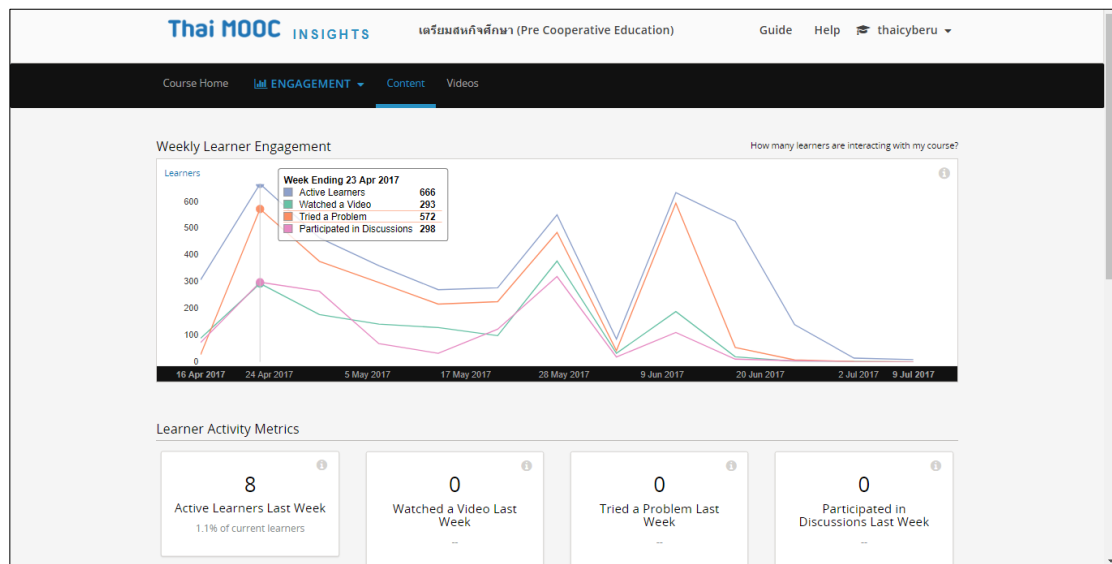 Thai MOOC INSIGHTS เตรียมสหกิจศึกษา (Pre Cooperative Education) Guide Help thaicyberu
Course Home ENGAGEMENT Content Videos
Weekly Learner Engagement How many learners are interacting with my course?
Learners
Week Ending 23 Apr 2017
Active Learners 666
Watched a Video 293
Tried a Problem 572
Participated in Discussions 298
600
500
400
300
200
100
0
16 Apr 2017 24 Apr 2017 5 May 2017 17 May 2017 28 May 2017 9 Jun 2017 20 Jun 2017 2 Jul 2017 9 Jul 2017
Learner Activity Metrics
8
Active Learners Last Week
1.1% of current learners
0
Watched a Video Last
Week
--
0
Tried a Problem Last
Week
--
0
Participated in
Discussions Last Week
--